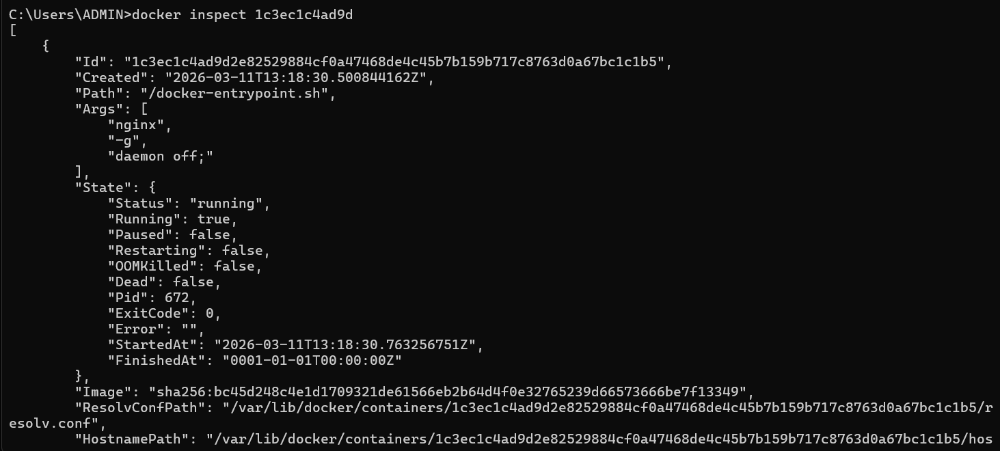 C:\Users\ADMIN>docker inspect 1c3ec1c4ad9d
[
    {
        "Id": "1c3ec1c4ad9d2e82529884cf0a47468de4c45b7b159b717c8763d0a67bc1c1b5",
        "Created": "2026-03-11T13:18:30.500844162Z",
        "Path": "/docker-entrypoint.sh",
        "Args": [
            "nginx",
            "-g",
            "daemon off;"
        ],
        "State": {
            "Status": "running",
            "Running": true,
            "Paused": false,
            "Restarting": false,
            "OOMKilled": false,
            "Dead": false,
            "Pid": 672,
            "ExitCode": 0,
            "Error": "",
            "StartedAt": "2026-03-11T13:18:30.763256751Z",
            "FinishedAt": "0001-01-01T00:00:00Z"
        },
        "Image": "sha256:bc45d248c4e1d1709321de61566eb2b64d4f0e32765239d66573666be7f13349",
        "ResolvConfPath": "/var/lib/docker/containers/1c3ec1c4ad9d2e82529884cf0a47468de4c45b7b159b717c8763d0a67bc1c1b5/r
esolv.conf",
        "HostnamePath": "/var/lib/docker/containers/1c3ec1c4ad9d2e82529884cf0a47468de4c45b7b159b717c8763d0a67bc1c1b5/hos